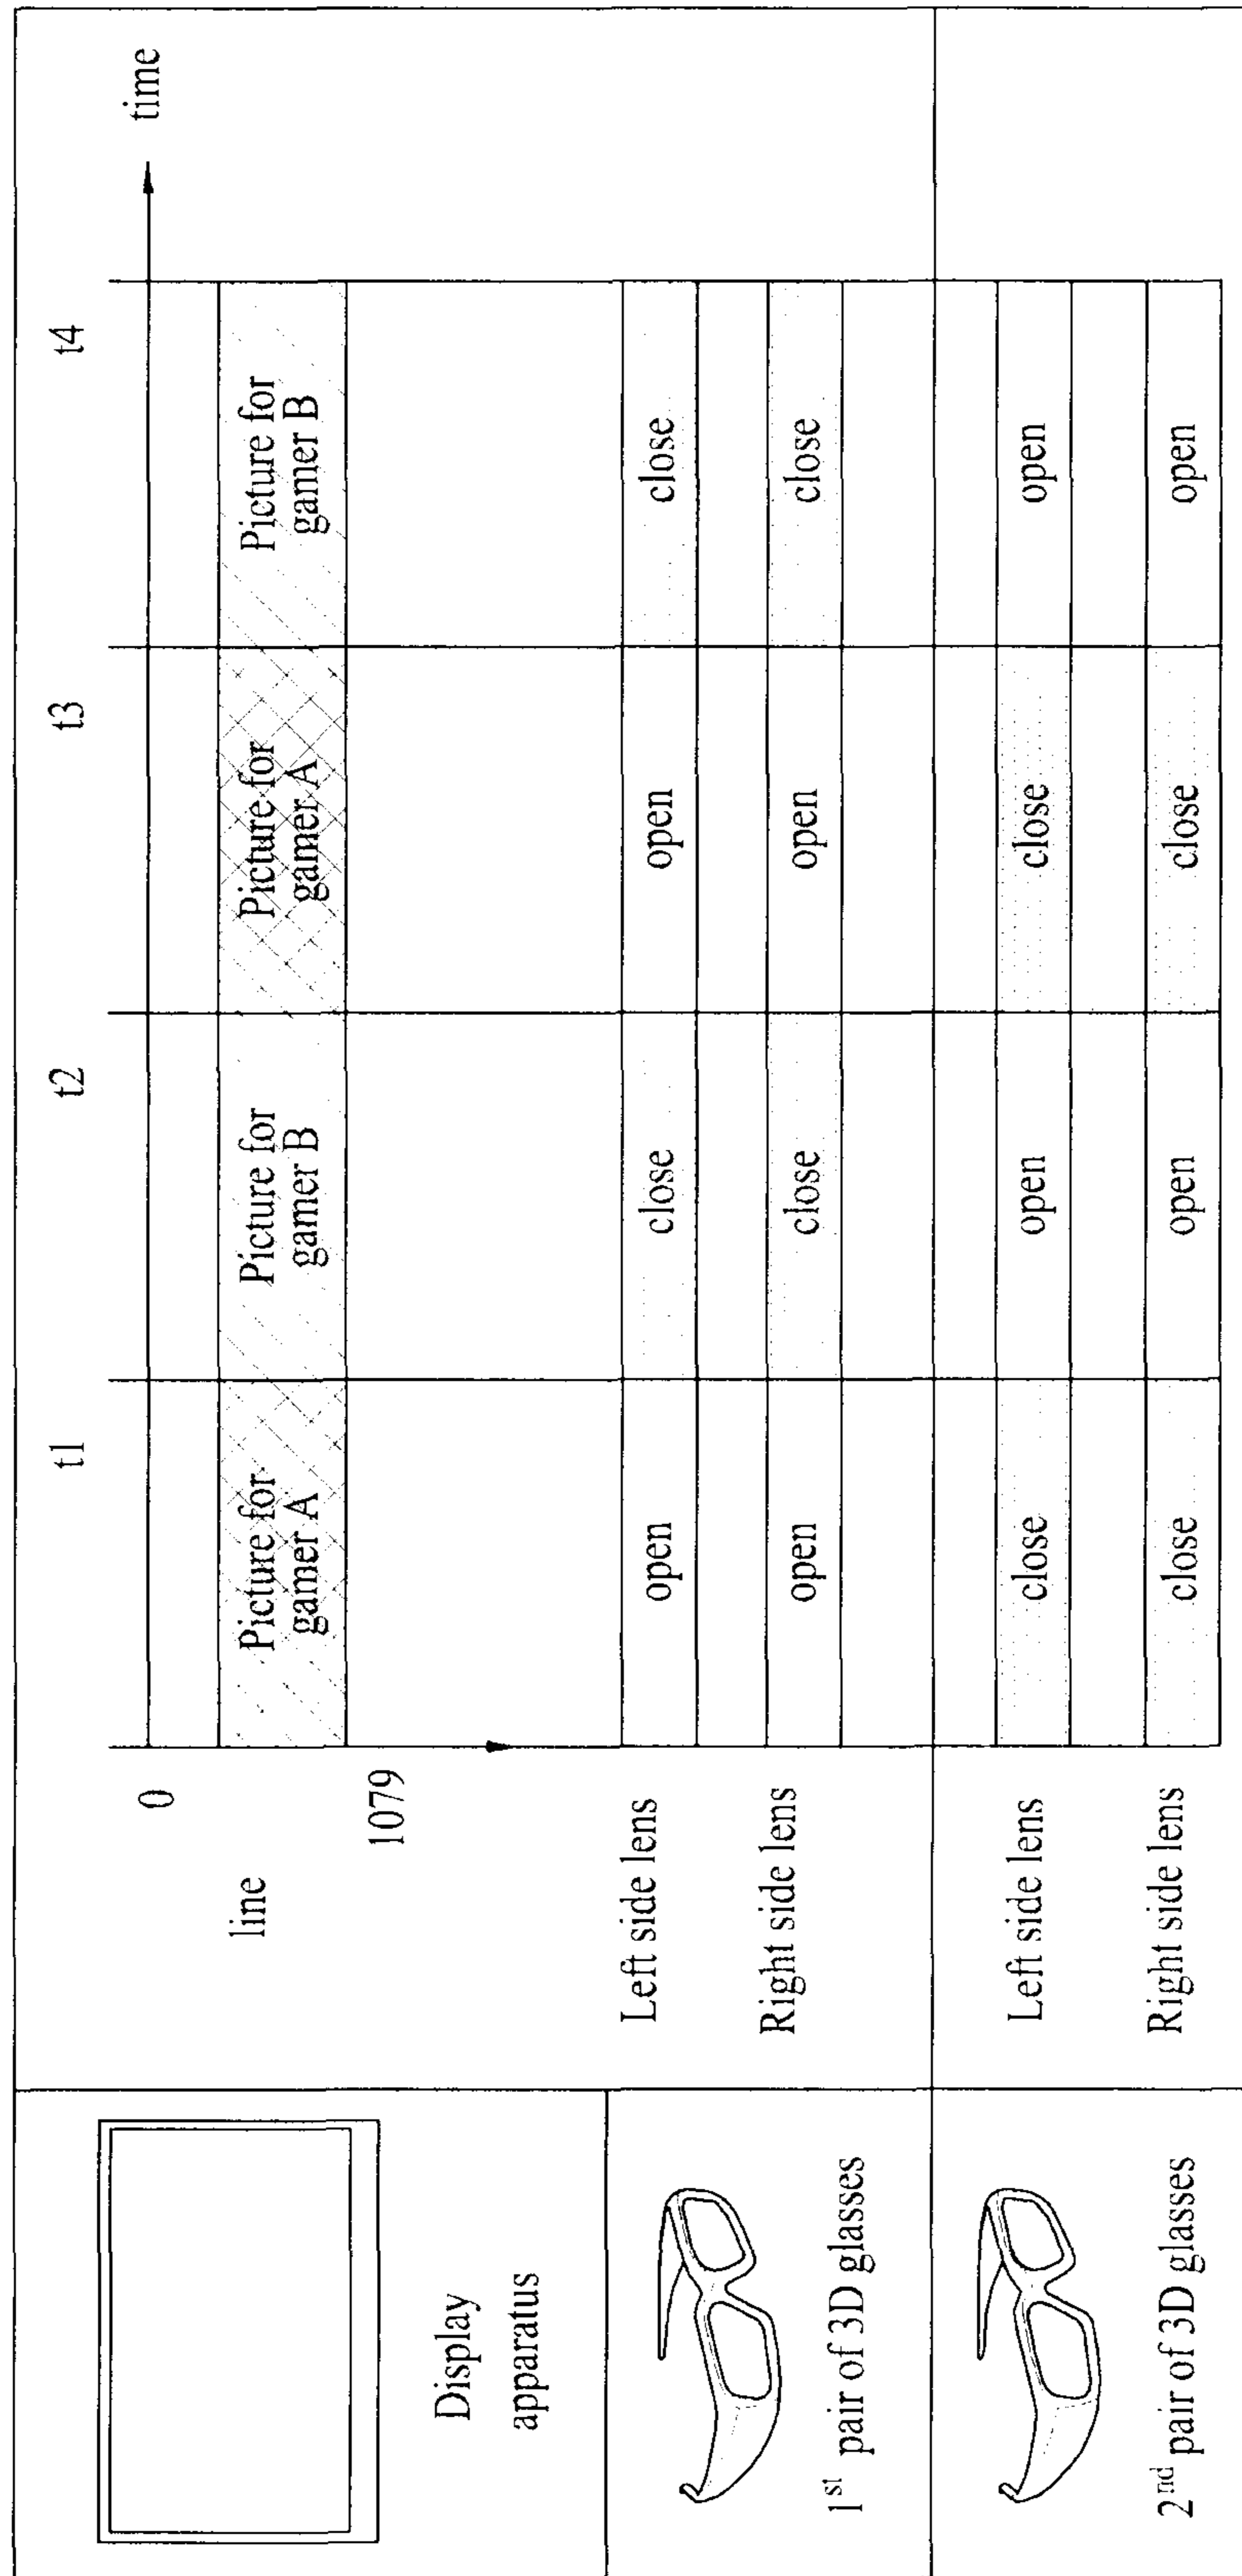 t1 t2 t3 t4
time
0
line
1079
Picture for gamer A
Picture for gamer B
Picture for gamer A
Picture for gamer B
Display
apparatus
Left side lens open close open close
Right side lens open close open close
1st pair of 3D glasses
Left side lens close open close open
Right side lens close open close open
2nd pair of 3D glasses